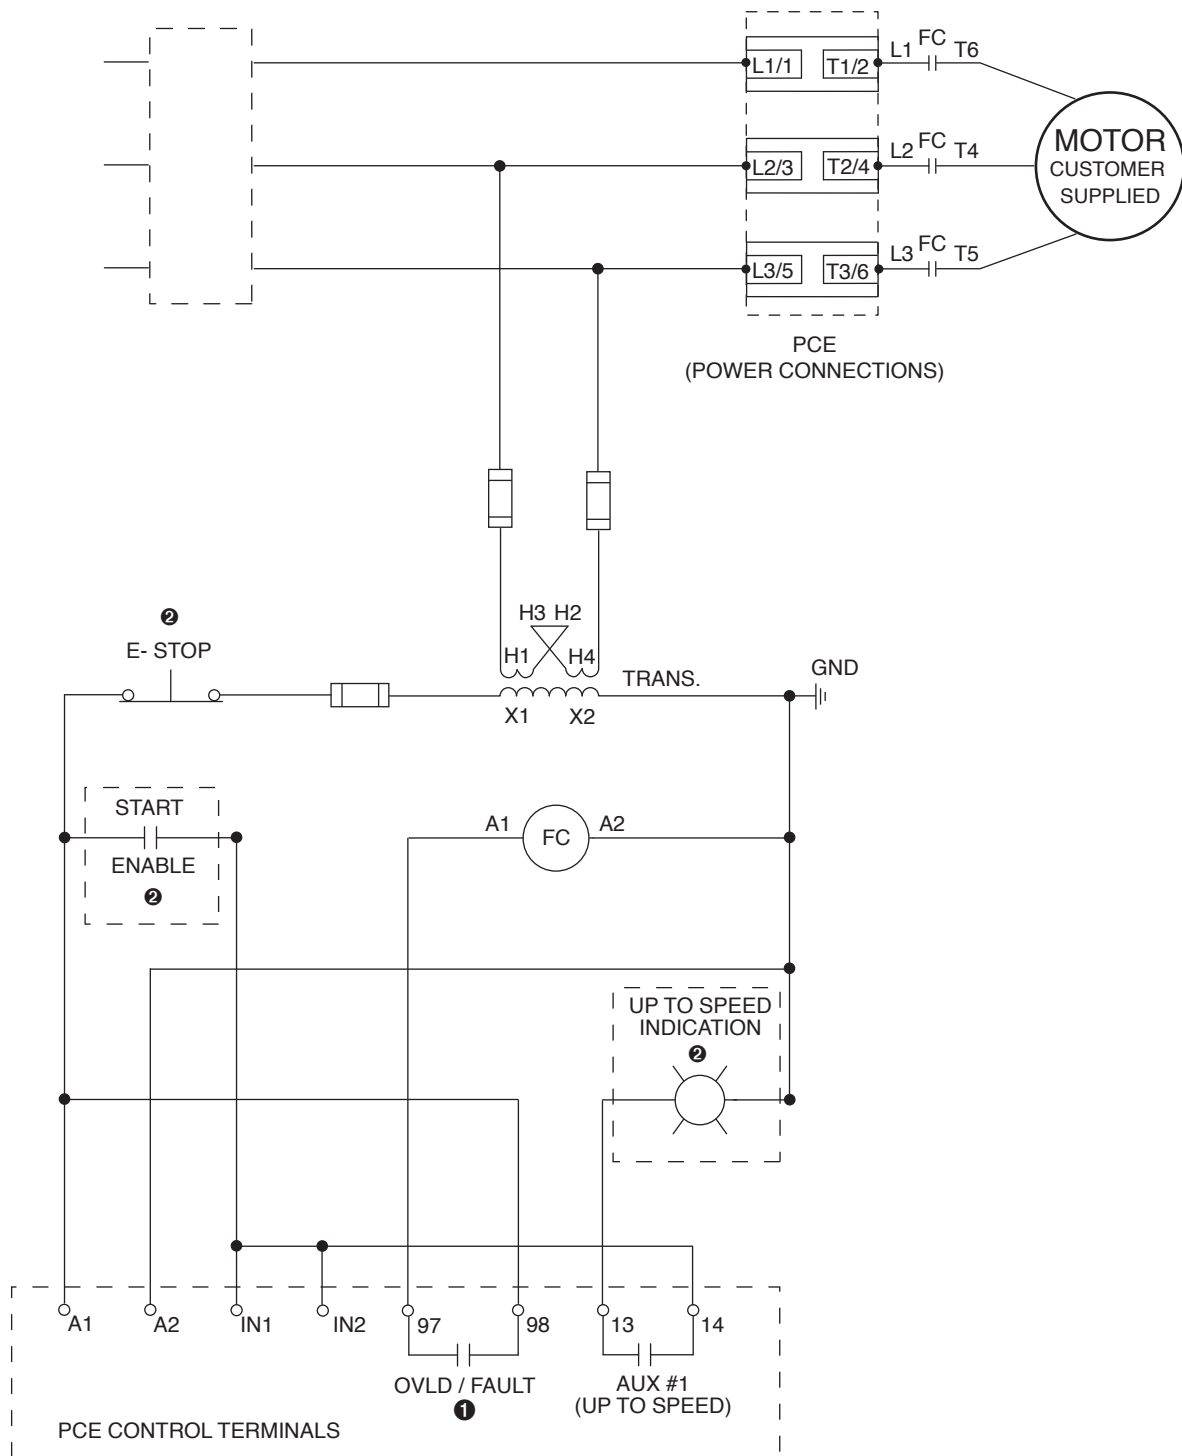 L1/1 T1/2 L1 FC T6
MOTOR
CUSTOMER
SUPPLIED
L2/3 T2/4 L2 FC T4
L3/5 T3/6 L3 FC T5
PCE
(POWER CONNECTIONS)
H3 H2
H1 H4
❷
E- STOP
TRANS.
GND
X1 X2
START
ENABLE
❷
A1 FC A2
UP TO SPEED
INDICATION
❷
A1 A2 IN1 IN2 97 98 13 14
OVLD / FAULT
❶
AUX #1
(UP TO SPEED)
PCE CONTROL TERMINALS